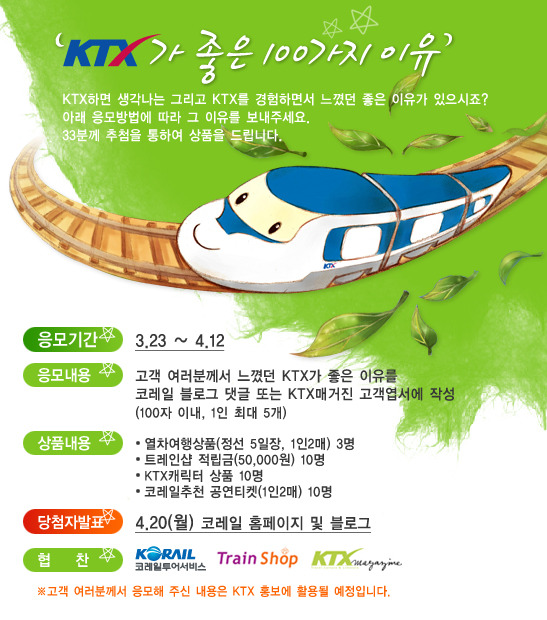 'KTX가 좋은 100가지 이유'
KTX하면 생각나는 그리고 KTX를 경험하면서 느꼈던 좋은 이유가 있으시죠?
아래 응모방법에 따라 그 이유를 보내주세요.
33분께 추첨을 통하여 상품을 드립니다.
KTX
응모기간
3.23 ~ 4.12
응모내용
고객 여러분께서 느꼈던 KTX가 좋은 이유를
코레일 블로그 댓글 또는 KTX매거진 고객엽서에 작성
(100자 이내, 1인 최대 5개)
상품내용
• 열차여행상품(정선 5일장, 1인2매) 3명
• 트레인샵 적립금(50,000원) 10명
• KTX캐릭터 상품 10명
• 코레일추천 공연티켓(1인2매) 10명
당첨자발표
4.20(월) 코레일 홈페이지 및 블로그
협 찬
KORAIL
코레일투어서비스
Train Shop
KTX magazine
※고객 여러분께서 응모해 주신 내용은 KTX 홍보에 활용될 예정입니다.